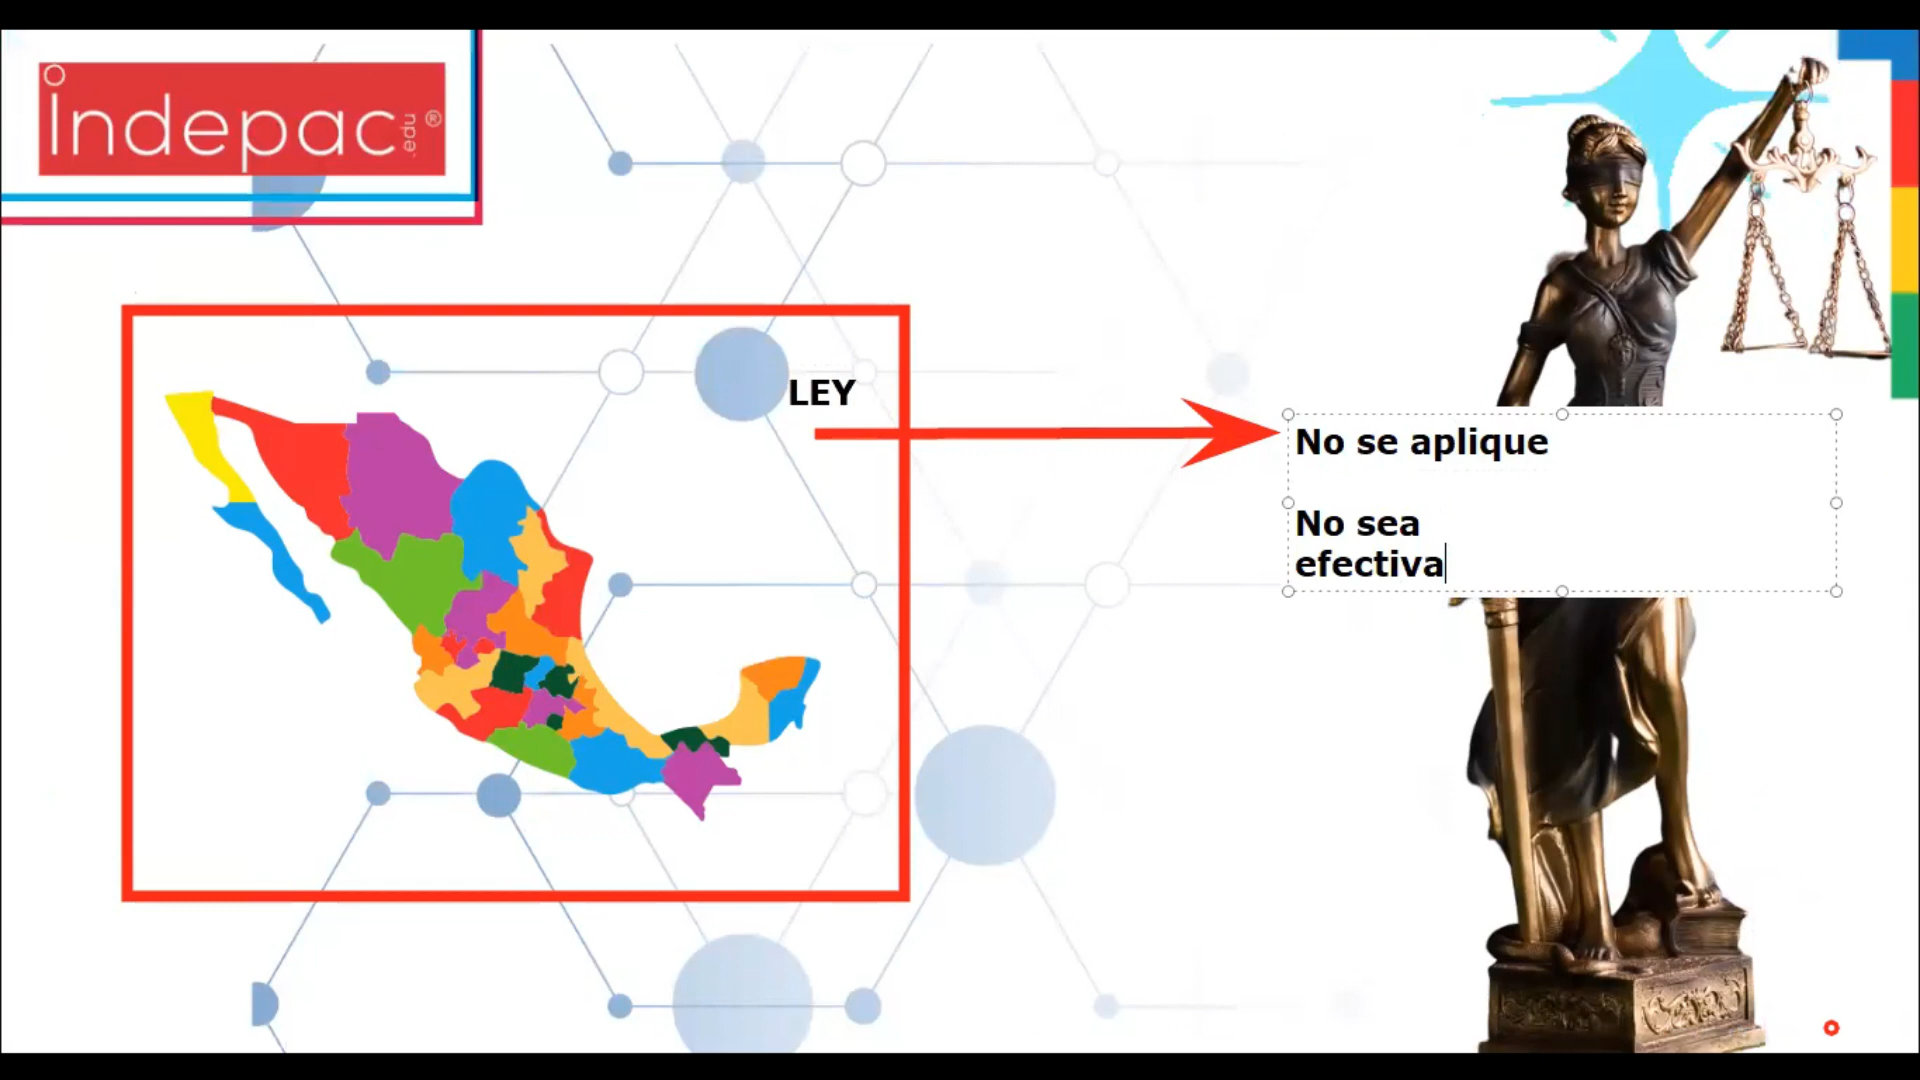 indepac .edu ®
LEY
No se aplique
No sea
efectiva